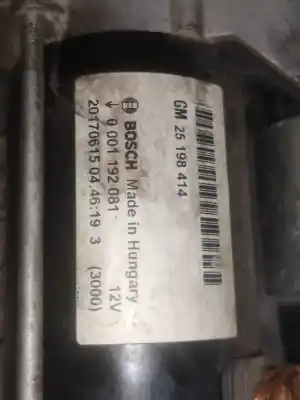 GM 25 198 414
BOSCH Made in Hungary
0 001 192 081 12V
20170615 04.46:19 3 (3000)